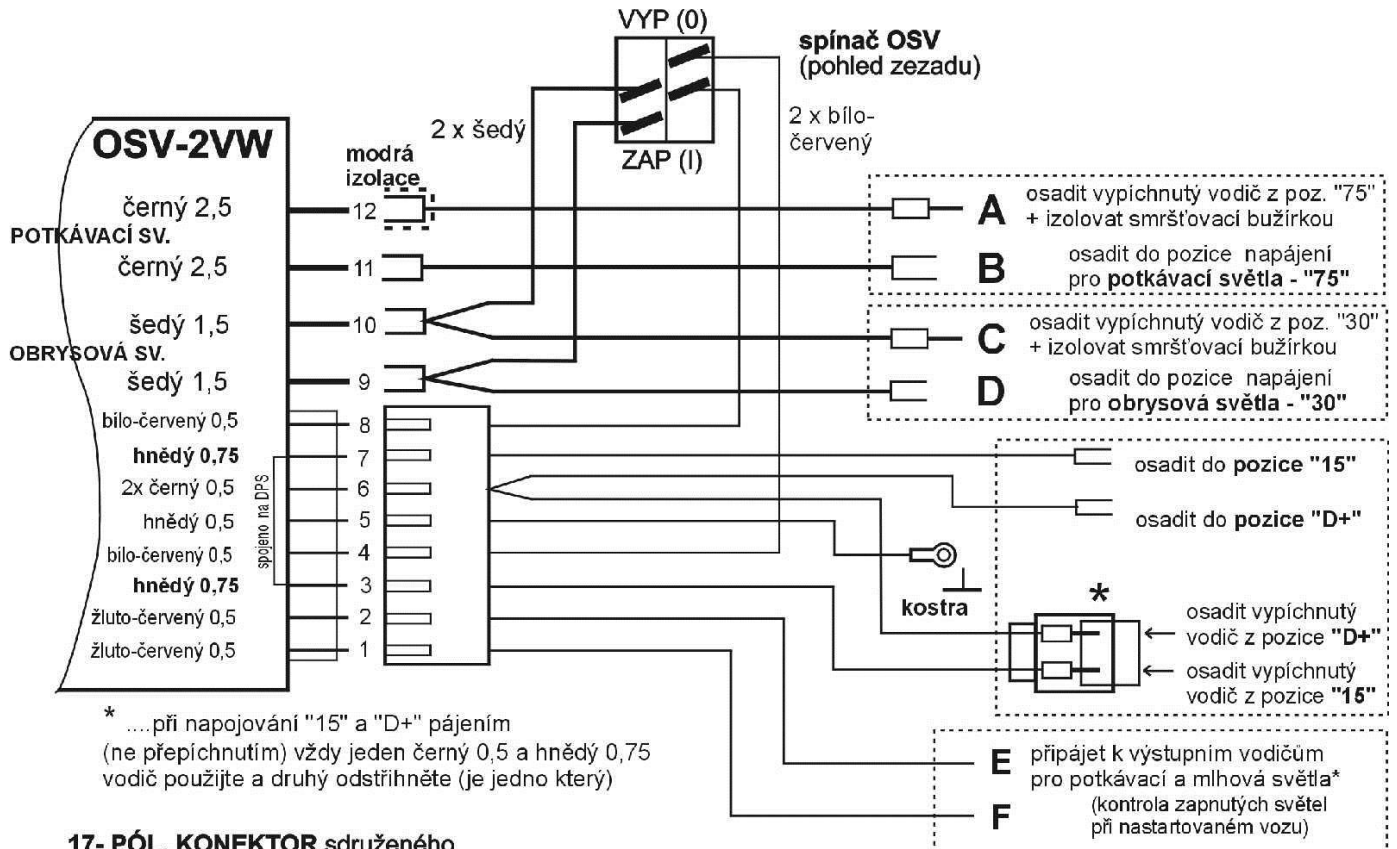 VYP (0)
spínač OSV
(pohled zezadu)
2 x šedý
2 x bílo-
červený
ZAP (I)
OSV-2VW
modrá
izolace
černý 2,5
12
POTKÁVACÍ SV.
černý 2,5
11
šedý 1,5
10
OBRYSOVÁ SV.
šedý 1,5
9
bílo-červený 0,5
8
hnědý 0,75
7
2x černý 0,5
6
hnědý 0,5
5
bílo-červený 0,5
4
hnědý 0,75
3
žluto-červený 0,5
2
žluto-červený 0,5
1
spojeno na DPS
A
osadit vypíchnutý vodič z poz. "75"
+ izolovat smršťovací bužírkou
B
osadit do pozice napájení
pro potkávací světla - "75"
C
osadit vypíchnutý vodič z poz. "30"
+ izolovat smršťovací bužírkou
D
osadit do pozice napájení
pro obrysová světla - "30"
osadit do pozice "15"
osadit do pozice "D+"
kostra
*
osadit vypíchnutý
vodič z pozice "D+"
osadit vypíchnutý
vodič z pozice "15"
* ....při napojování "15" a "D+" pájením
(ne přepíchnutím) vždy jeden černý 0,5 a hnědý 0,75
vodič použijte a druhý odstřihněte (je jedno který)
E
připájet k výstupním vodičům
pro potkávací a mlhová světla*
F
(kontrola zapnutých světel
při nastartovaném vozu)
17- PÓL. KONEKTOR sdruženého